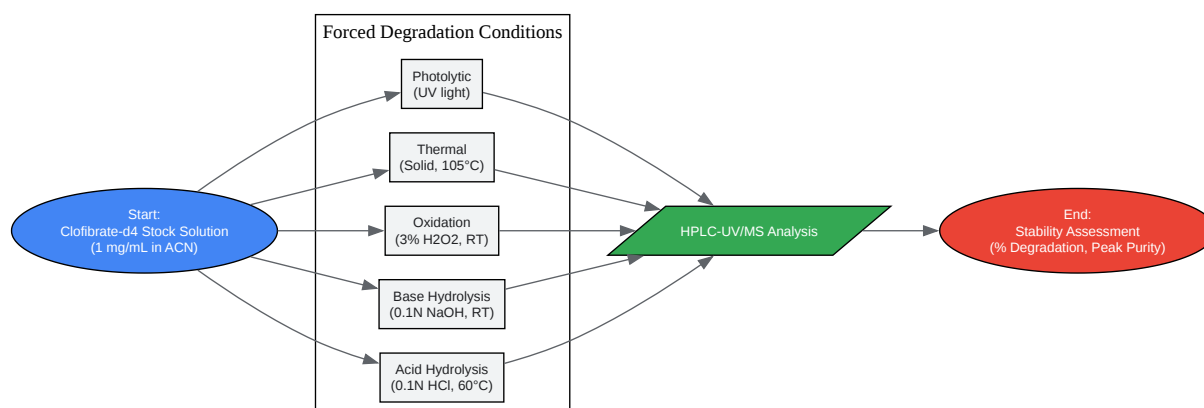 Forced Degradation Conditions
Photolytic
(UV light)
Thermal
(Solid, 105°C)
Start:
Clofibrate-d4 Stock Solution
(1 mg/mL in ACN)
Oxidation
(3% H2O2, RT)
HPLC-UV/MS Analysis
End:
Stability Assessment
(% Degradation, Peak Purity)
Base Hydrolysis
(0.1N NaOH, RT)
Acid Hydrolysis
(0.1N HCl, 60°C)